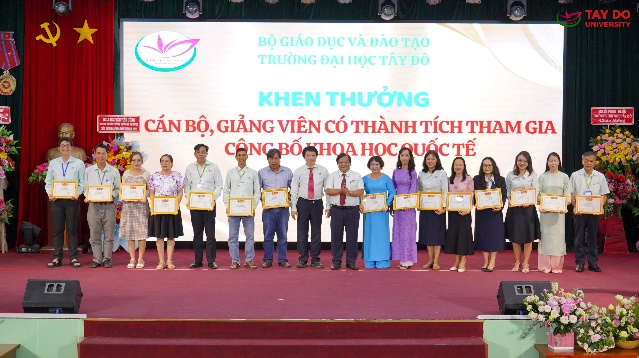 TAY DO
UNIVERSITY
BỘ GIÁO DỤC VÀ ĐÀO TẠO
TRƯỜNG ĐẠI HỌC TÂY ĐÔ
KHEN THƯỞNG
CÁN BỘ, GIẢNG VIÊN CÓ THÀNH TÍCH THAM GIA
CÔNG BỐ KHOA HỌC QUỐC TẾ